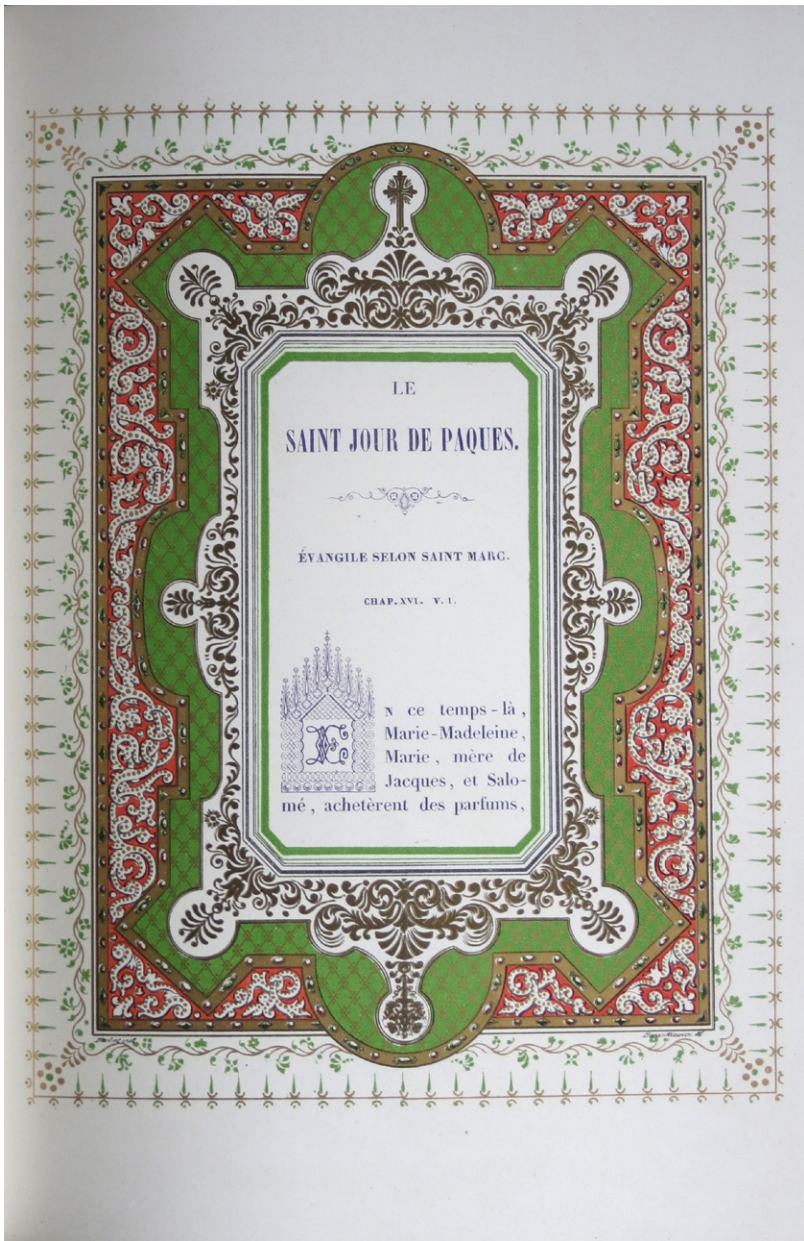 LE
SAINT JOUR DE PAQUES.
ÉVANGILE SELON SAINT MARC.
CHAP. XVI. V. 1.
EN ce temps-là,
Marie-Madeleine,
Marie, mère de
Jacques, et Salo-
mé, achetèrent des parfums,